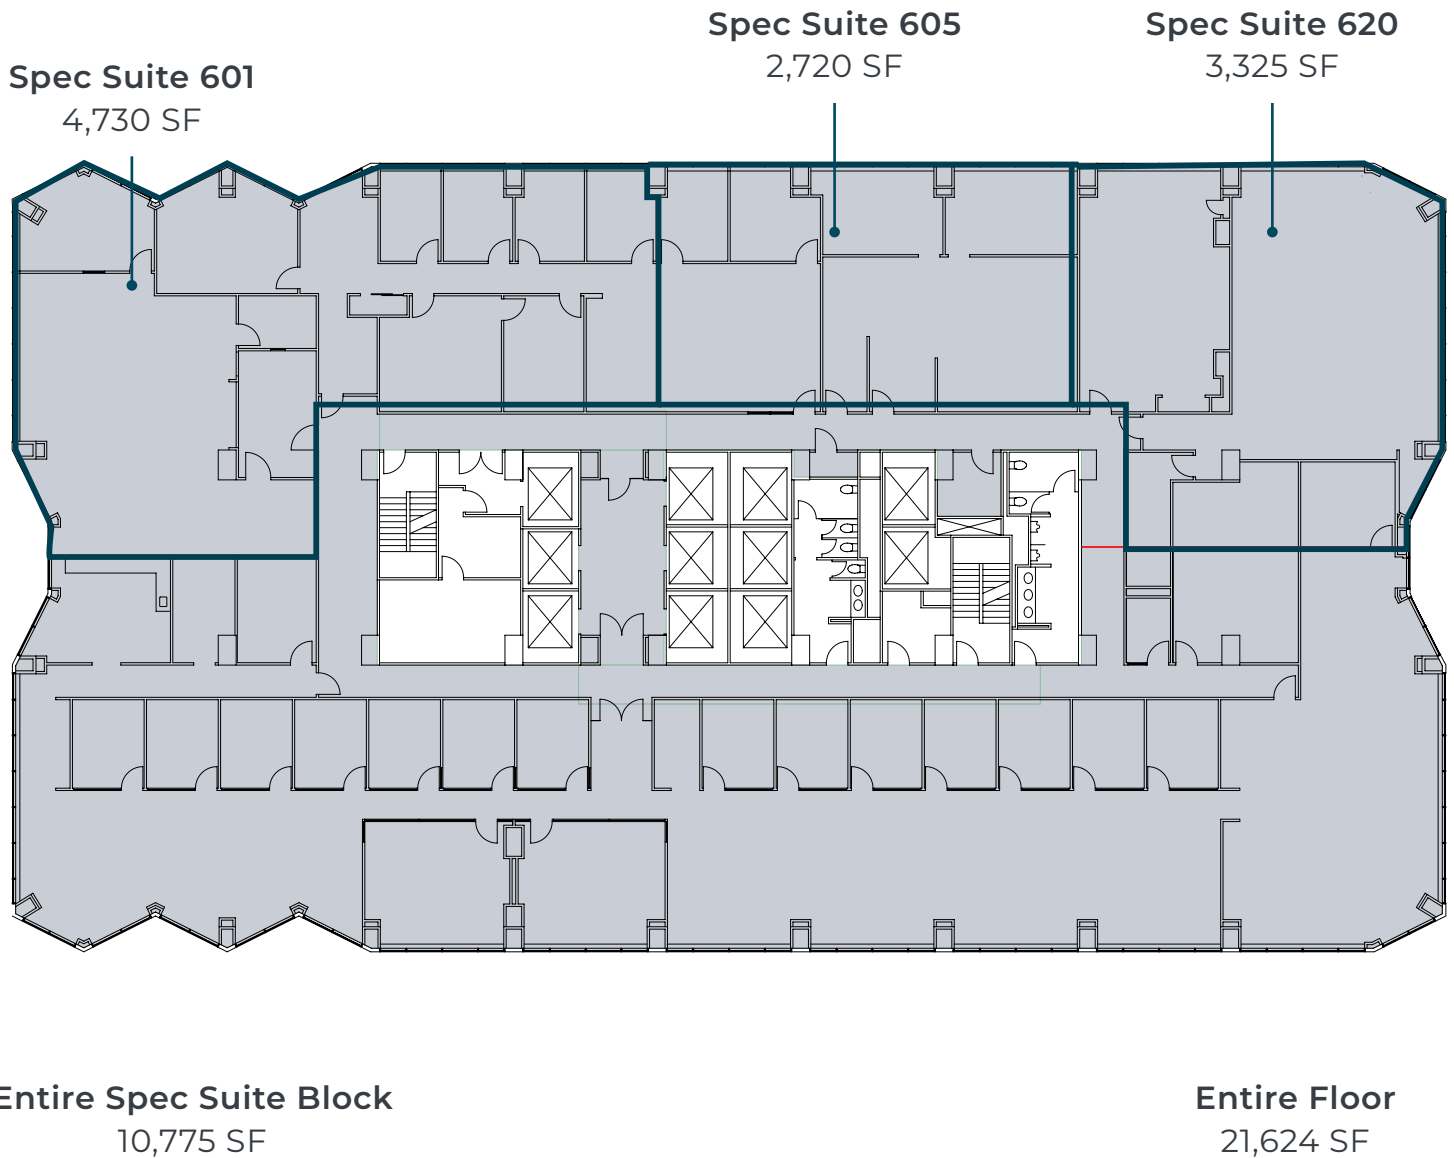 Spec Suite 605
2,720 SF
Spec Suite 620
3,325 SF
Spec Suite 601
4,730 SF
Entire Spec Suite Block
10,775 SF
Entire Floor
21,624 SF